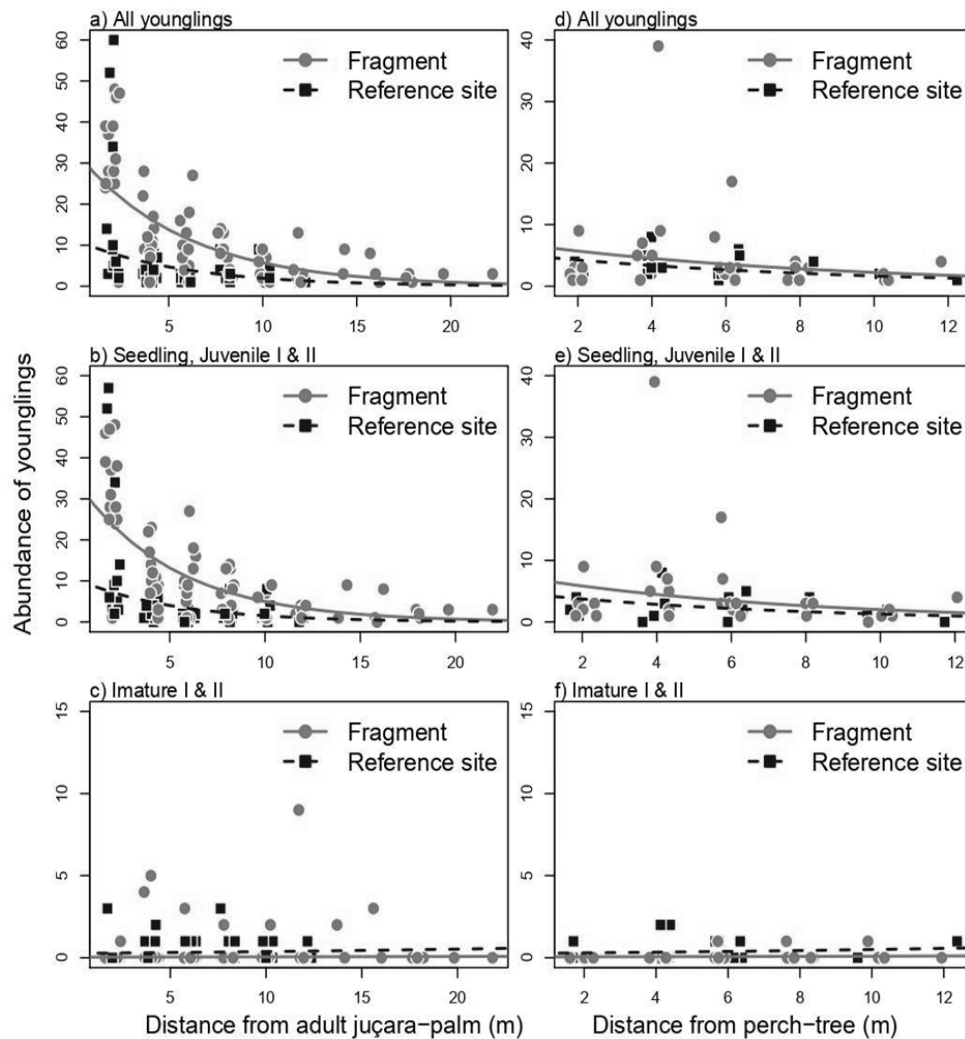 a) All younglings
60
50
40
30
20
10
0
5
10
15
20
Fragment
Reference site
d) All younglings
40
30
20
10
0
2
4
6
8
10
12
Fragment
Reference site
b) Seedling, Juvenile I & II
60
50
40
30
20
10
0
5
10
15
20
Fragment
Reference site
e) Seedling, Juvenile I & II
40
30
20
10
0
2
4
6
8
10
12
Fragment
Reference site
c) Imature I & II
15
10
5
0
5
10
15
20
Fragment
Reference site
f) Imature I & II
15
10
5
0
2
4
6
8
10
12
Fragment
Reference site
Abundance of younglings
Distance from adult juçara−palm (m)
Distance from perch−tree (m)